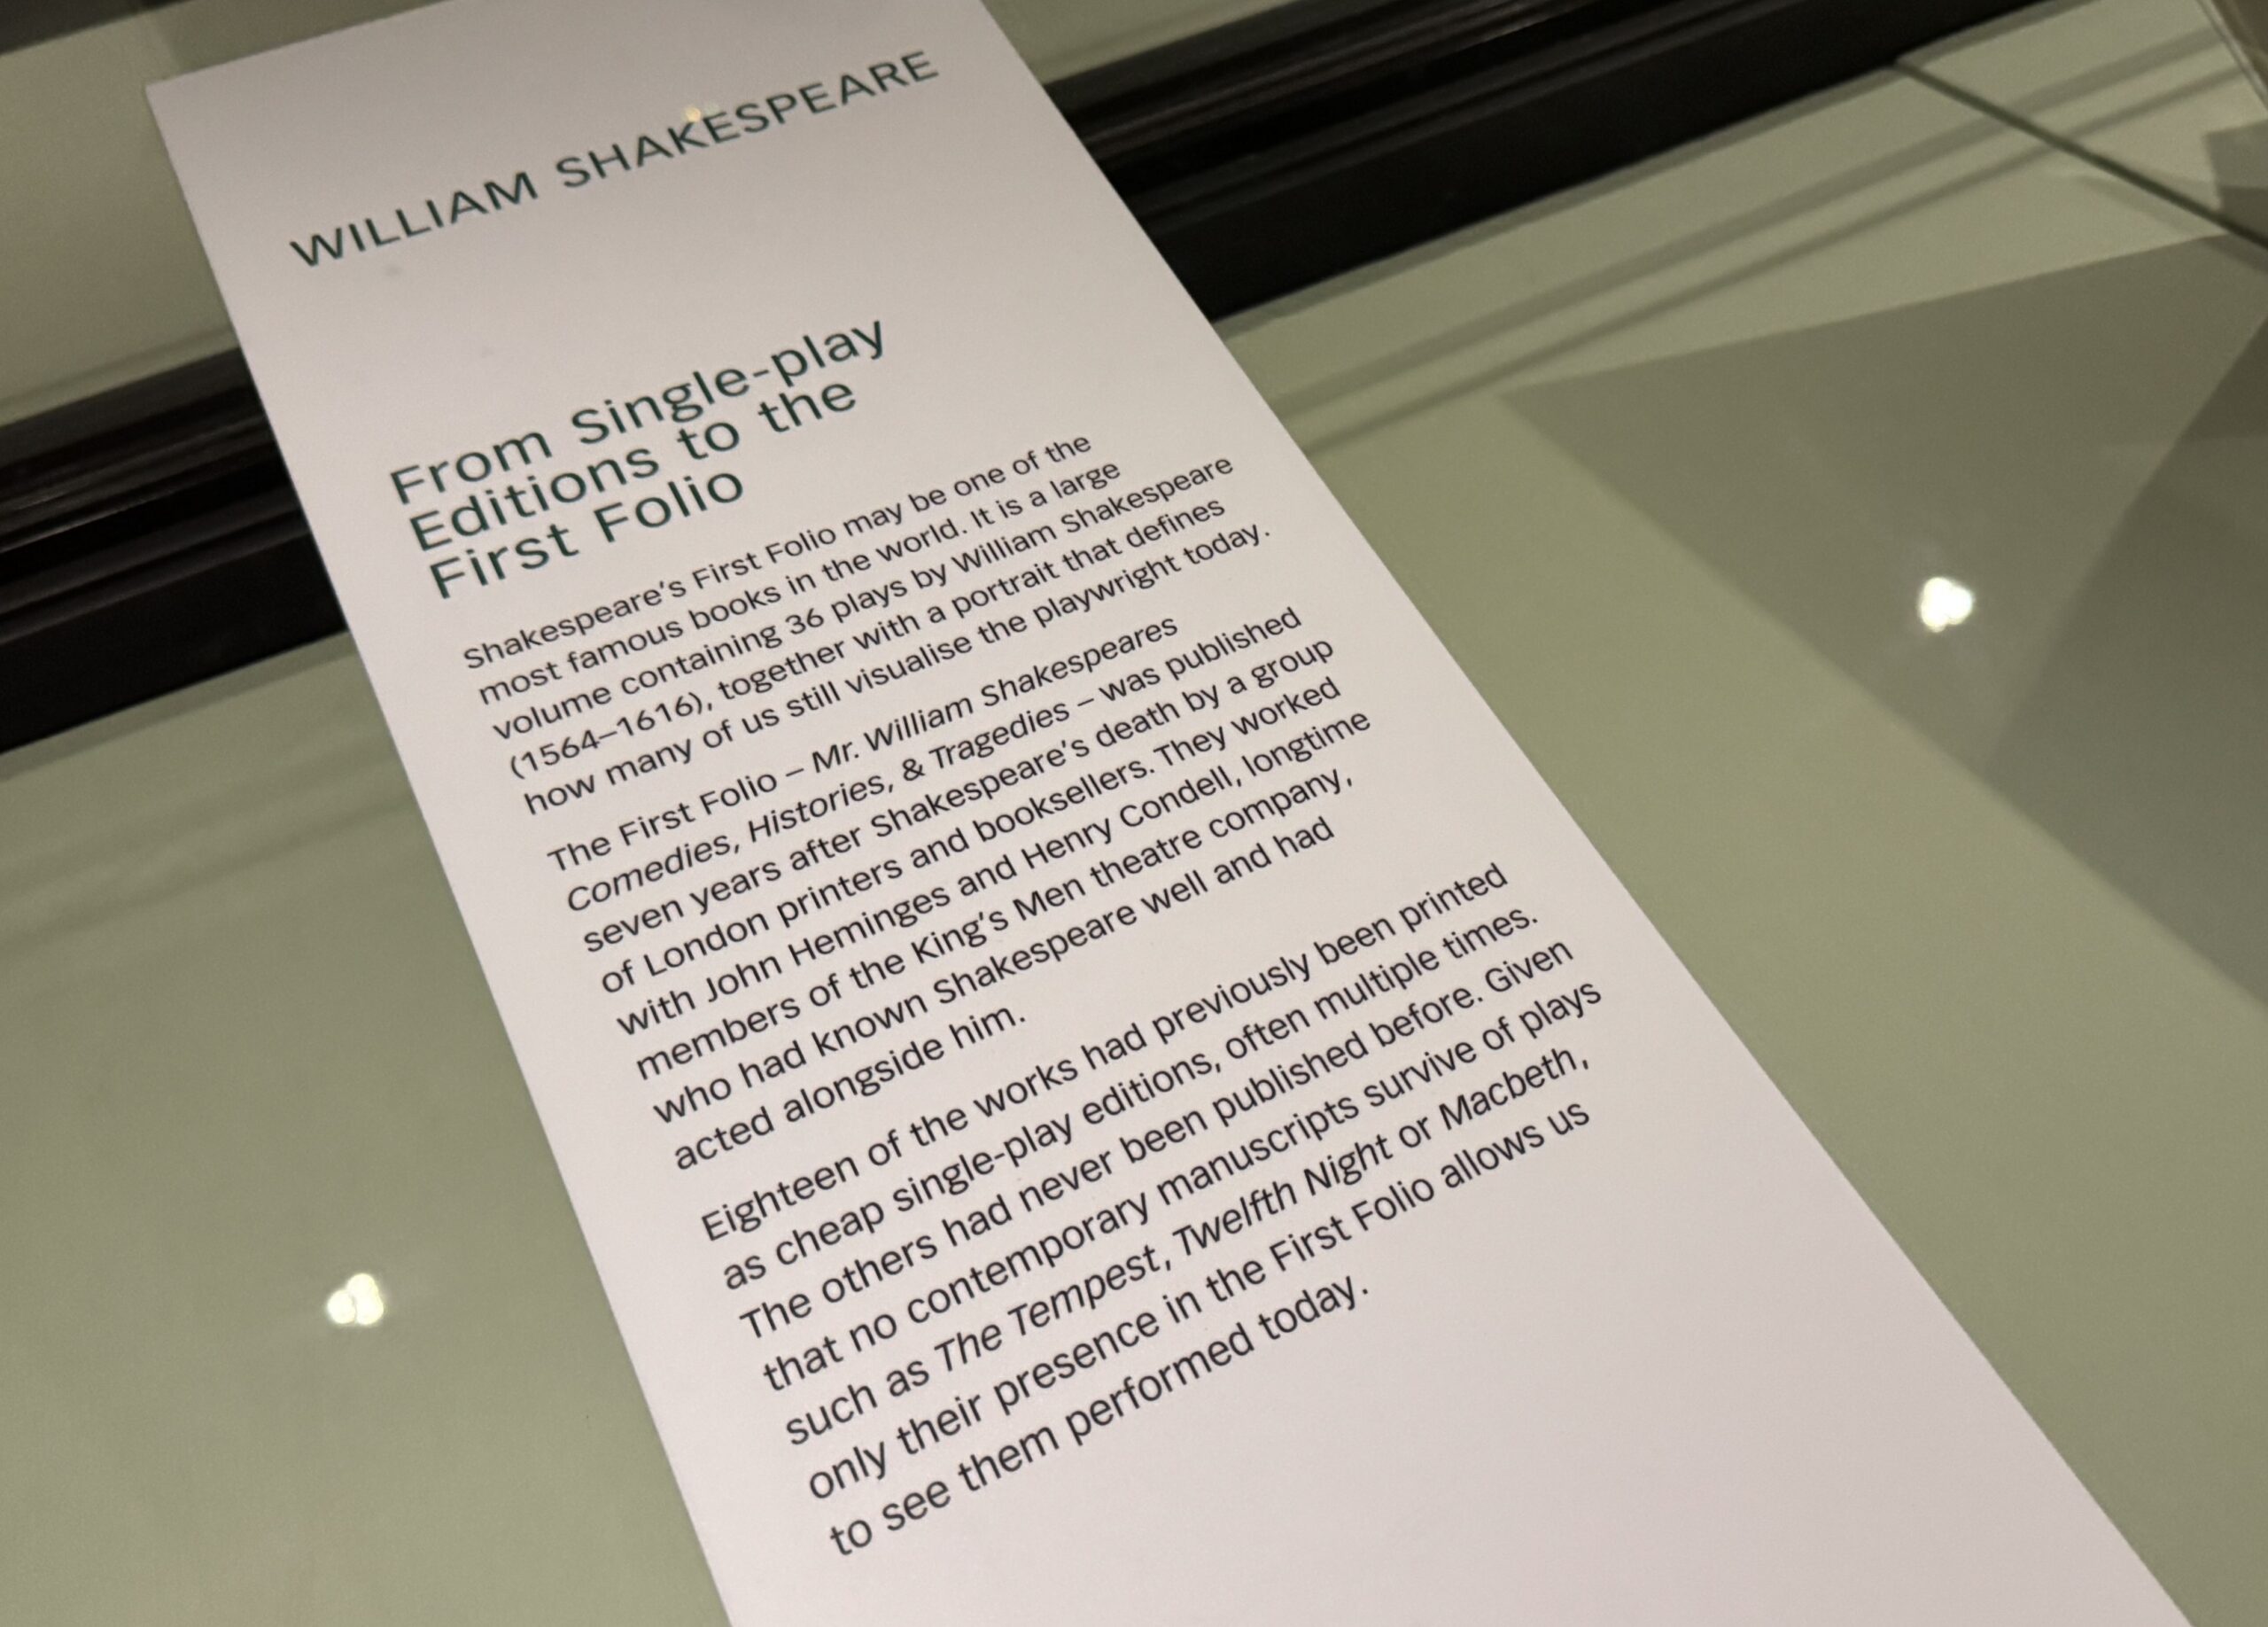 WILLIAM SHAKESPEARE
From Single-play
Editions to the
First Folio
Shakespeare's First Folio may be one of the
most famous books in the world. It is a large
volume containing 36 plays by William Shakespeare
(1564–1616), together with a portrait that defines
how many of us still visualise the playwright today.
The First Folio – Mr. William Shakespeares
Comedies, Histories, & Tragedies – was published
seven years after Shakespeare's death by a group
of London printers and booksellers. They worked
with John Heminges and Henry Condell, longtime
members of the King's Men theatre company,
who had known Shakespeare well and had
acted alongside him.
Eighteen of the works had previously been printed
as cheap single-play editions, often multiple times.
The others had never been published before. Given
that no contemporary manuscripts survive of plays
such as The Tempest, Twelfth Night or Macbeth,
only their presence in the First Folio allows us
to see them performed today.